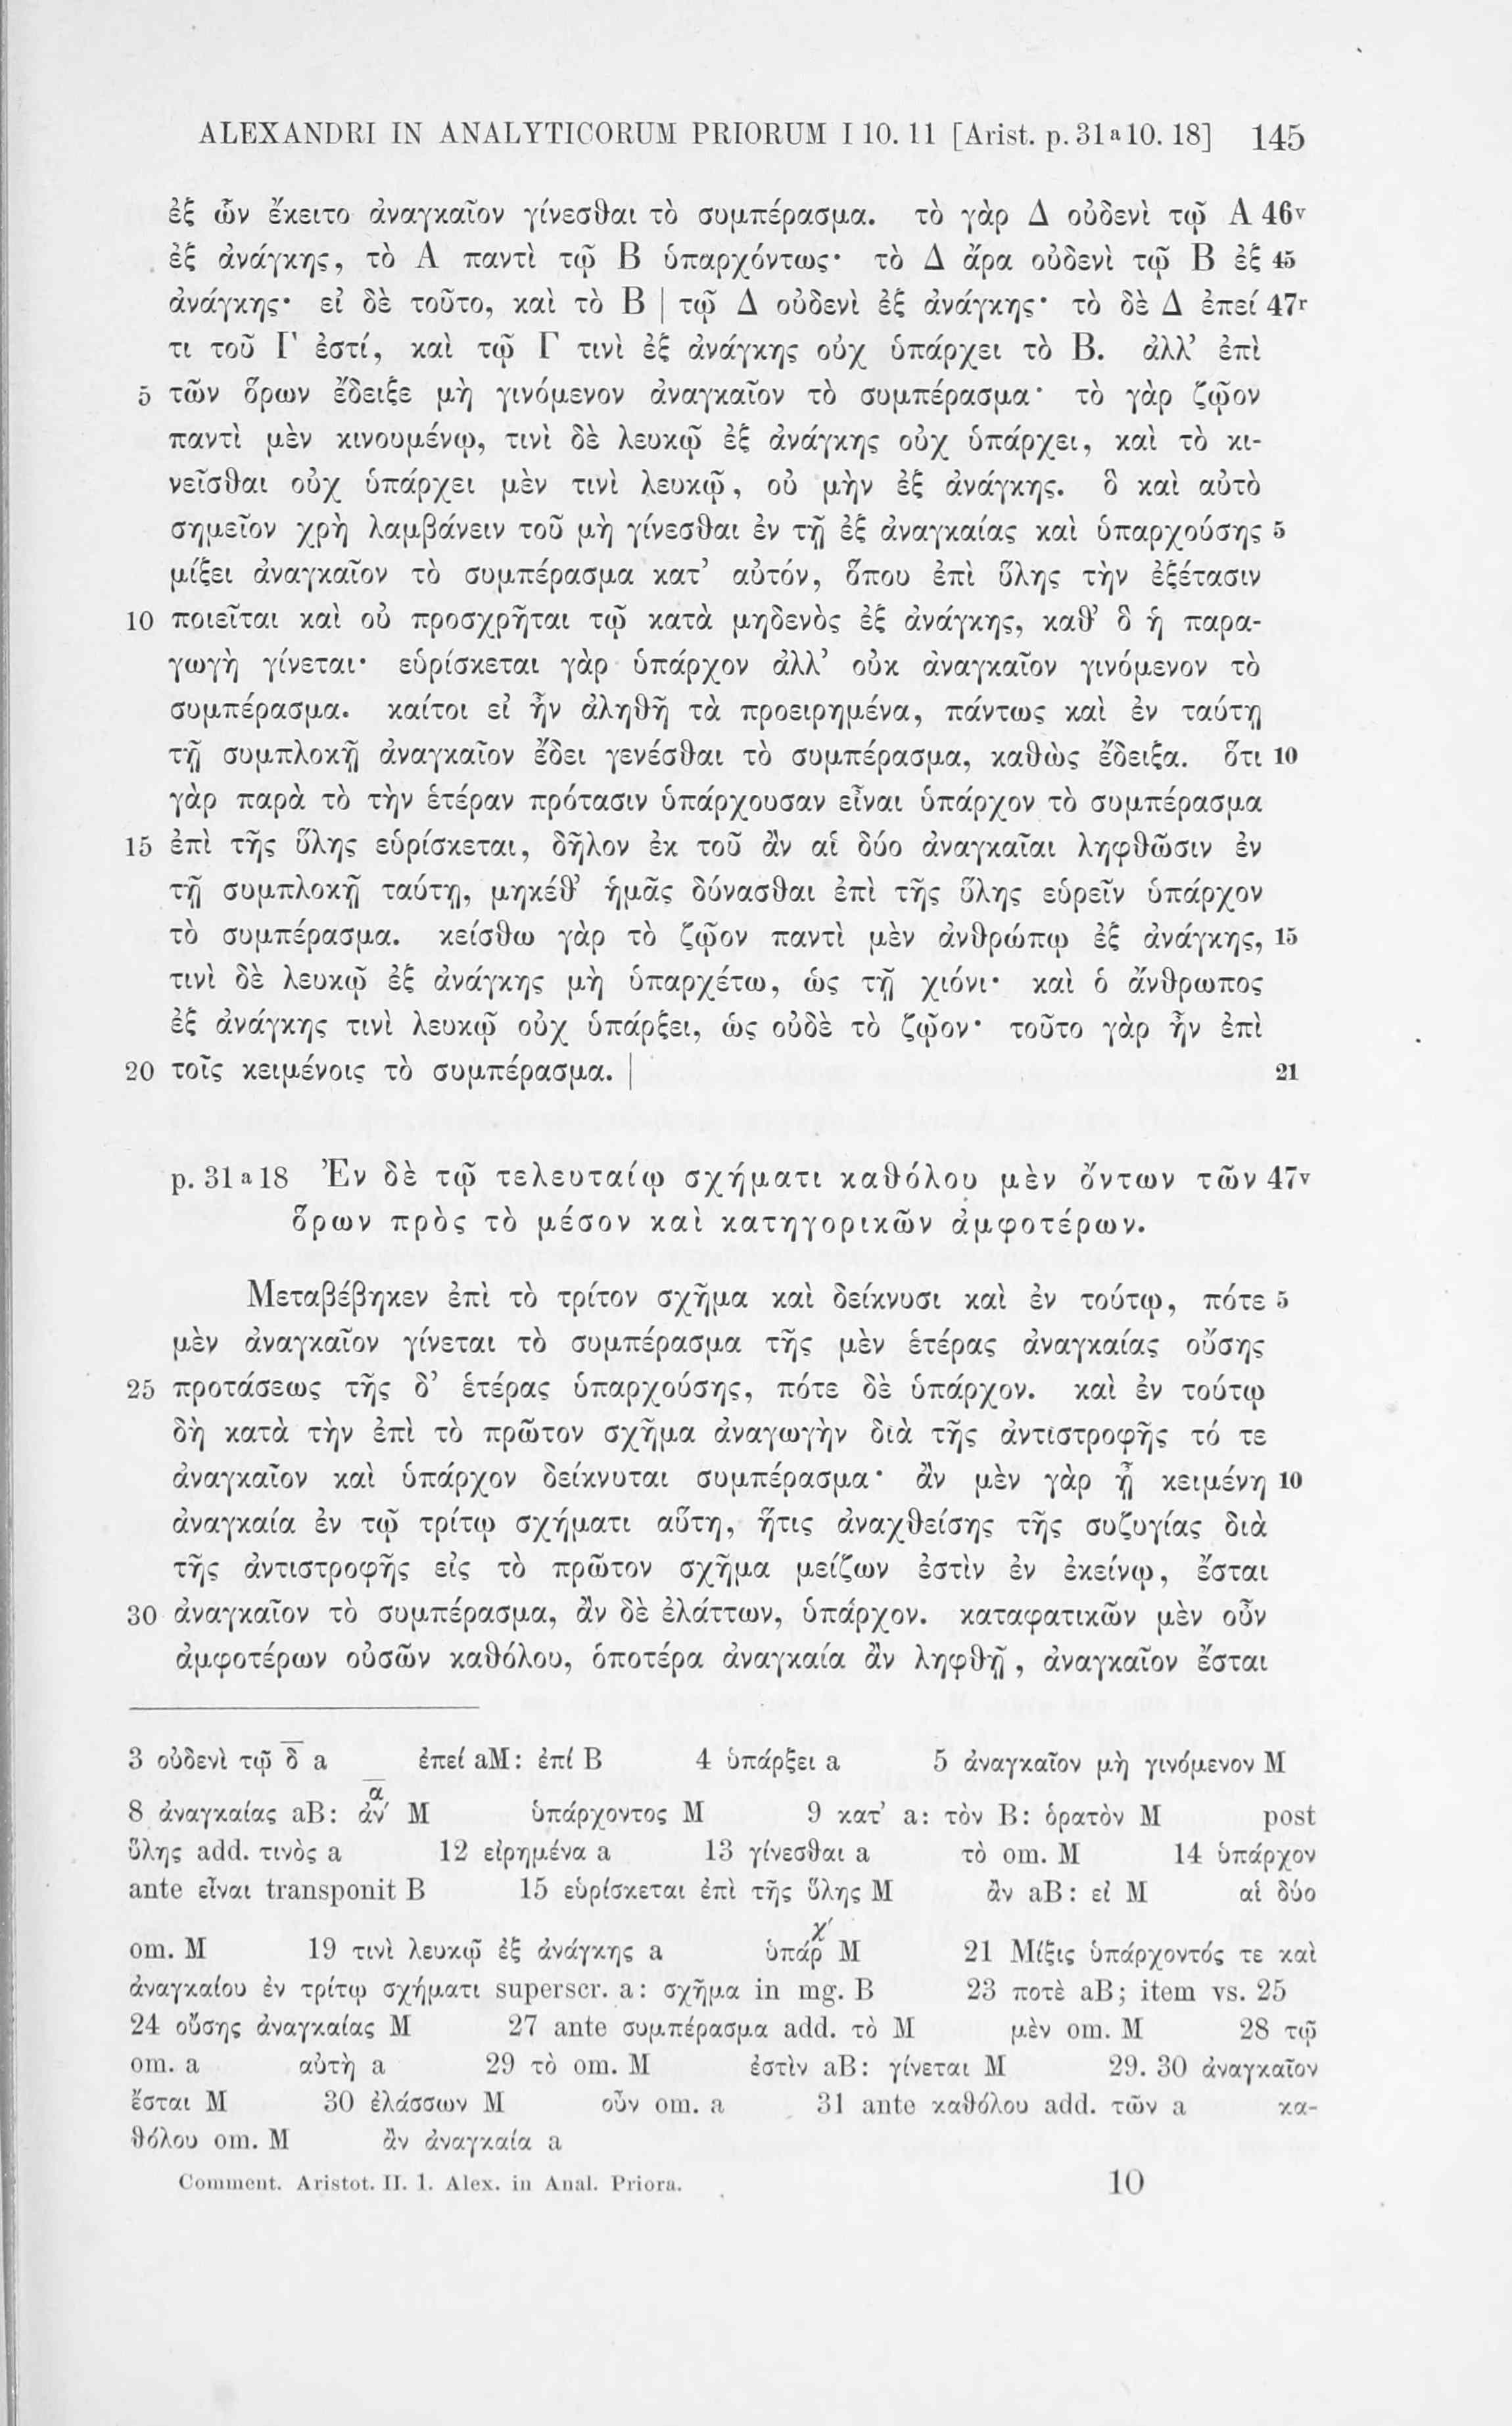 ALEXANDRI IN ANALYTICORUM PRIORUM I 10. 11 [Arist. p. 31ᵃ10. 18] 145
ἐξ ὧν ἔκειτο ἀναγκαῖον γίνεσθαι τὸ συμπέρασμα. τὸ γὰρ Δ οὐδενὶ τῷ Α 46ᵛ
ἐξ ἀνάγκης, τὸ Α παντὶ τῷ Β ὑπαρχόντως· τὸ Δ ἄρα οὐδενὶ τῷ Β ἐξ 45
ἀνάγκης· εἰ δὲ τοῦτο, καὶ τὸ Β | τῷ Δ οὐδενὶ ἐξ ἀνάγκης· τὸ δὲ Δ ἐπεί 47ʳ
τι τοῦ Γ ἐστί, καὶ τῷ Γ τινὶ ἐξ ἀνάγκης οὐχ ὑπάρχει τὸ Β. ἀλλ’ ἐπὶ
5 τῶν ὅρων ἔδειξε μὴ γινόμενον ἀναγκαῖον τὸ συμπέρασμα· τὸ γὰρ ζῷον
παντὶ μὲν κινουμένῳ, τινὶ δὲ λευκῷ ἐξ ἀνάγκης οὐχ ὑπάρχει, καὶ τὸ κι-
νεῖσθαι οὐχ ὑπάρχει μὲν τινὶ λευκῷ, οὐ μὴν ἐξ ἀνάγκης. ὃ καὶ αὐτὸ
σημεῖον χρὴ λαμβάνειν τοῦ μὴ γίνεσθαι ἐν τῇ ἐξ ἀναγκαίας καὶ ὑπαρχούσης 5
μίξει ἀναγκαῖον τὸ συμπέρασμα κατ’ αὐτόν, ὅπου ἐπὶ ὕλης τὴν ἐξέτασιν
10 ποιεῖται καὶ οὐ προσχρῆται τῷ κατὰ μηδενὸς ἐξ ἀνάγκης, καθ’ ὃ ἡ παρα-
γωγὴ γίνεται· εὑρίσκεται γὰρ ὑπάρχον ἀλλ’ οὐκ ἀναγκαῖον γινόμενον τὸ
συμπέρασμα. καίτοι εἰ ἦν ἀληθῆ τὰ προειρημένα, πάντως καὶ ἐν ταύτῃ
τῇ συμπλοκῇ ἀναγκαῖον ἔδει γενέσθαι τὸ συμπέρασμα, καθὼς ἔδειξα. ὅτι 10
γὰρ παρὰ τὸ τὴν ἑτέραν πρότασιν ὑπάρχουσαν εἶναι ὑπάρχον τὸ συμπέρασμα
15 ἐπὶ τῆς ὕλης εὑρίσκεται, δῆλον ἐκ τοῦ ἂν αἱ δύο ἀναγκαῖαι ληφθῶσιν ἐν
τῇ συμπλοκῇ ταύτῃ, μηκέθ’ ἡμᾶς δύνασθαι ἐπὶ τῆς ὕλης εὑρεῖν ὑπάρχον
τὸ συμπέρασμα. κείσθω γὰρ τὸ ζῷον παντὶ μὲν ἀνθρώπῳ ἐξ ἀνάγκης, 15
τινὶ δὲ λευκῷ ἐξ ἀνάγκης μὴ ὑπαρχέτω, ὡς τῇ χιόνι· καὶ ὁ ἄνθρωπος
ἐξ ἀνάγκης τινὶ λευκῷ οὐχ ὑπάρξει, ὡς οὐδὲ τὸ ζῷον· τοῦτο γὰρ ἦν ἐπὶ
20 τοῖς κειμένοις τὸ συμπέρασμα. | 21
p. 31ᵃ18 Ἐν δὲ τῷ τελευταίῳ σχήματι καθόλου μὲν ὄντων τῶν 47ᵛ
ὅρων πρὸς τὸ μέσον καὶ κατηγορικῶν ἀμφοτέρων.
Μεταβέβηκεν ἐπὶ τὸ τρίτον σχῆμα καὶ δείκνυσι καὶ ἐν τούτῳ, πότε 5
μὲν ἀναγκαῖον γίνεται τὸ συμπέρασμα τῆς μὲν ἑτέρας ἀναγκαίας οὔσης
25 προτάσεως τῆς δ’ ἑτέρας ὑπαρχούσης, πότε δὲ ὑπάρχον. καὶ ἐν τούτῳ
δὴ κατὰ τὴν ἐπὶ τὸ πρῶτον σχῆμα ἀναγωγὴν διὰ τῆς ἀντιστροφῆς τό τε
ἀναγκαῖον καὶ ὑπάρχον δείκνυται συμπέρασμα· ἂν μὲν γὰρ ᾖ κειμένη 10
ἀναγκαία ἐν τῷ τρίτῳ σχήματι αὕτη, ἥτις ἀναχθείσης τῆς συζυγίας διὰ
τῆς ἀντιστροφῆς εἰς τὸ πρῶτον σχῆμα μείζων ἐστὶν ἐν ἐκείνῳ, ἔσται
30 ἀναγκαῖον τὸ συμπέρασμα, ἂν δὲ ἐλάττων, ὑπάρχον. καταφατικῶν μὲν οὖν
ἀμφοτέρων οὐσῶν καθόλου, ὁποτέρα ἀναγκαία ἂν ληφθῇ, ἀναγκαῖον ἔσται
3 οὐδενὶ τῷ δ̅ a ἐπεί aM: ἐπί B 4 ὑπάρξει a 5 ἀναγκαῖον μὴ γινόμενον M
8 ἀναγκαίας aB: ἀν α̅ M ὑπάρχοντος M 9 κατ’ a: τὸν B: ὁρατὸν M post
ὕλης add. τινὸς a 12 εἰρημένα a 13 γίνεσθαι a τὸ om. M 14 ὑπάρχον
ante εἶναι transponit B 15 εὑρίσκεται ἐπὶ τῆς ὕλης M ἂν aB: εἰ M αἱ δύο
om. M 19 τινὶ λευκῷ ἐξ ἀνάγκης a ὑπάρχ M 21 Μίξις ὑπάρχοντός τε καὶ
ἀναγκαίου ἐν τρίτῳ σχήματι superscr. a: σχῆμα in mg. B 23 ποτὲ aB; item vs. 25
24 οὔσης ἀναγκαίας M 27 ante συμπέρασμα add. τὸ M μὲν om. M 28 τῷ
om. a αὐτὴ a 29 τὸ om. M ἐστὶν aB: γίνεται M 29. 30 ἀναγκαῖον
ἔσται M 30 ἐλάσσων M οὖν om. a 31 ante καθόλου add. τῶν a κα-
θόλου om. M ἂν ἀναγκαία a
Comment. Aristot. II. 1. Alex. in Anal. Priora. 10